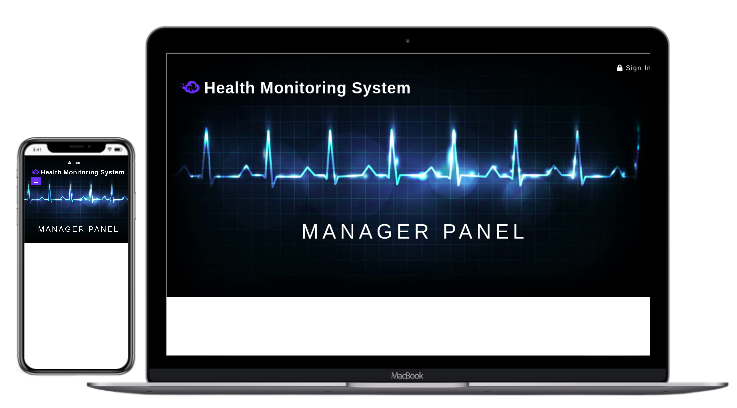 Sign In
Health Monitoring System
MANAGER PANEL
MacBook
Health Monitoring System
MANAGER PANEL